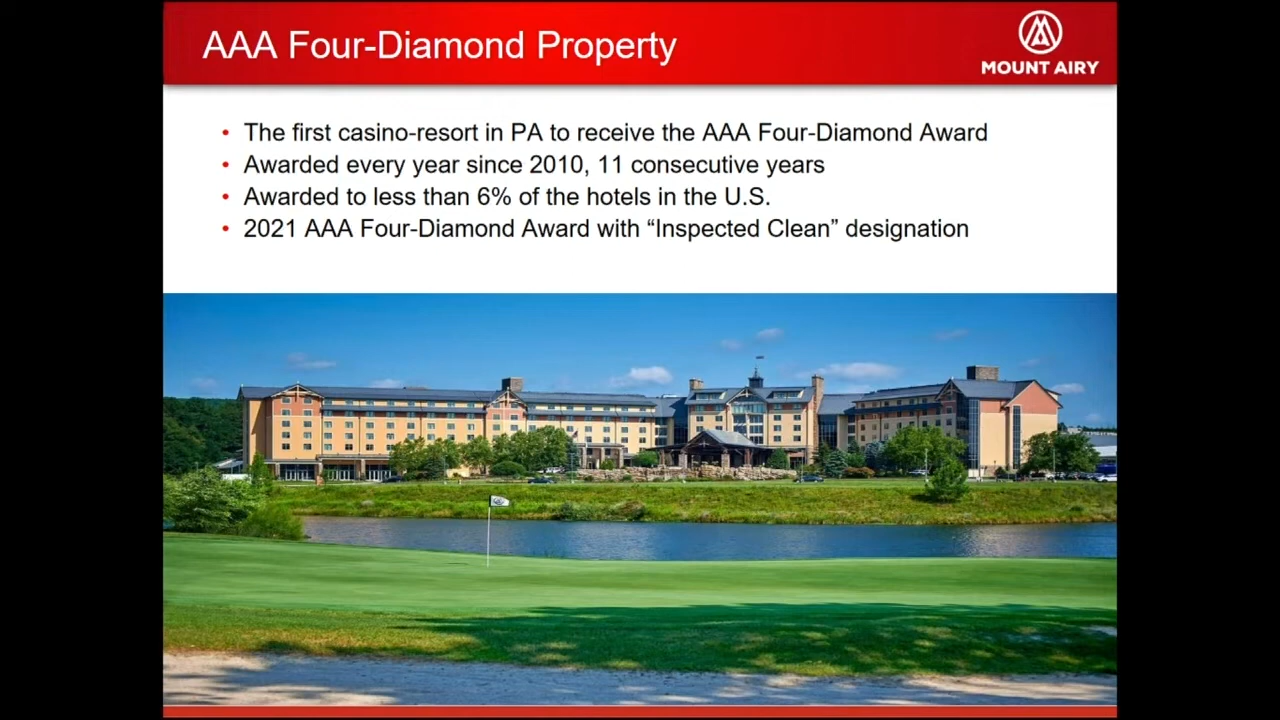 AAA Four-Diamond Property
MOUNT AIRY
• The first casino-resort in PA to receive the AAA Four-Diamond Award
• Awarded every year since 2010, 11 consecutive years
• Awarded to less than 6% of the hotels in the U.S.
• 2021 AAA Four-Diamond Award with “Inspected Clean” designation